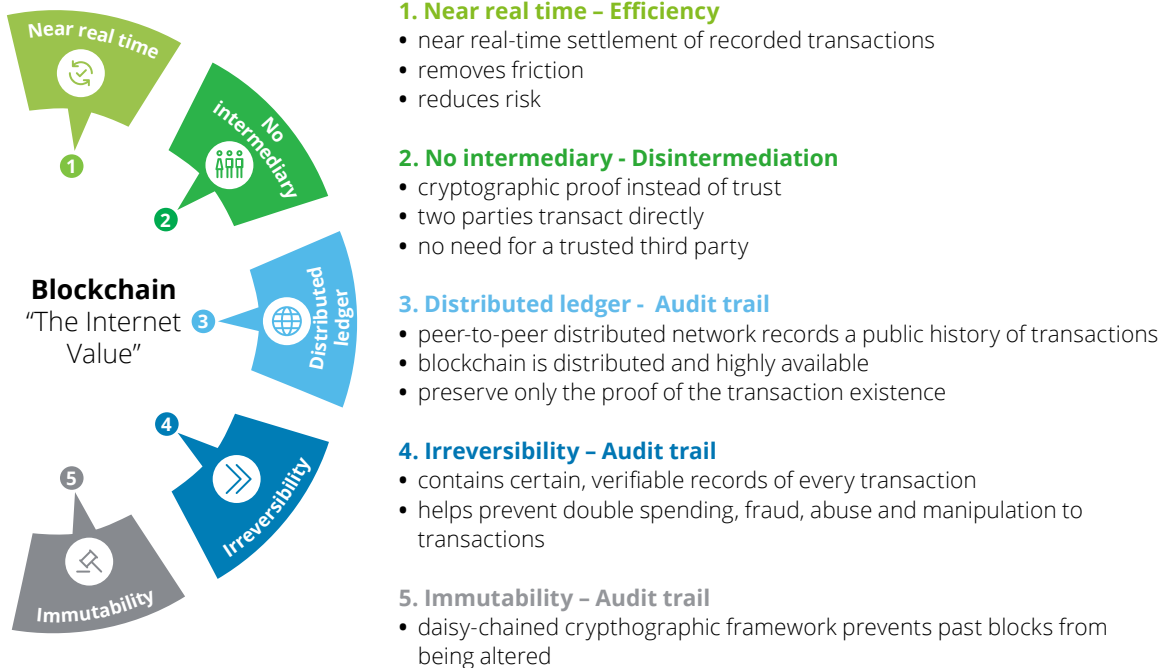 Near real time
1
No
intermediary
2
Blockchain
“The Internet
Value”
3
Distributed
ledger
4
Irreversibility
5
Immutability
1. Near real time – Efficiency
• near real-time settlement of recorded transactions
• removes friction
• reduces risk
2. No intermediary - Disintermediation
• cryptographic proof instead of trust
• two parties transact directly
• no need for a trusted third party
3. Distributed ledger -  Audit trail
• peer-to-peer distributed network records a public history of transactions
• blockchain is distributed and highly available
• preserve only the proof of the transaction existence
4. Irreversibility – Audit trail
• contains certain, verifiable records of every transaction
• helps prevent double spending, fraud, abuse and manipulation to
transactions
5. Immutability – Audit trail
• daisy-chained crypthographic framework prevents past blocks from
being altered